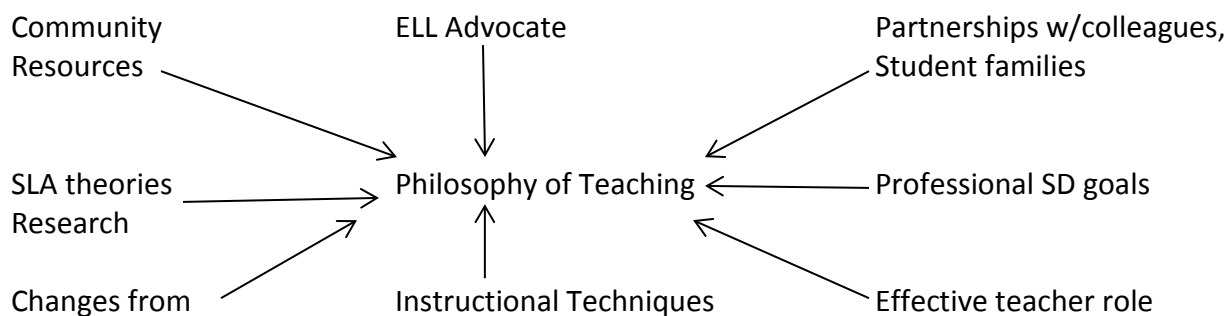 Community Resources
ELL Advocate
Partnerships w/colleagues,
Student families
SLA theories
Research
Philosophy of Teaching
Professional SD goals
Changes from
Instructional Techniques
Effective teacher role